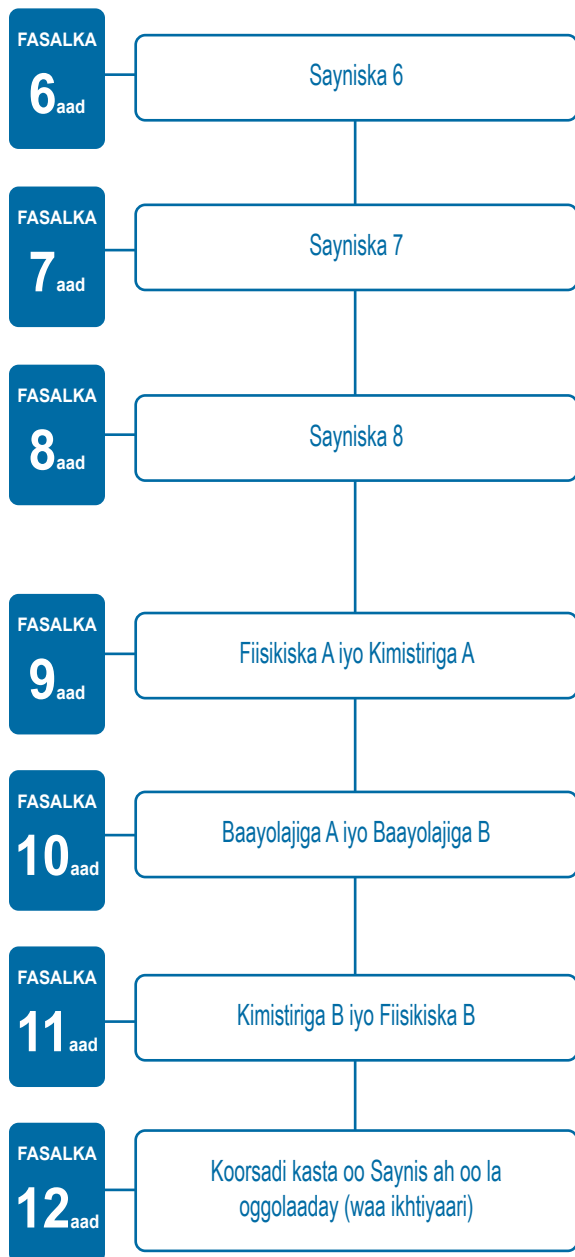 FASALKA
6aad
Sayniska 6
FASALKA
7aad
Sayniska 7
FASALKA
8aad
Sayniska 8
FASALKA
9aad
Fiisikiska A iyo Kimistiriga A
FASALKA
10aad
Baayolajiga A iyo Baayolajiga B
FASALKA
11aad
Kimistiriga B iyo Fiisikiska B
FASALKA
12aad
Koorsadi kasta oo Saynis ah oo la
oggolaaday (waa ikhtiyaari)